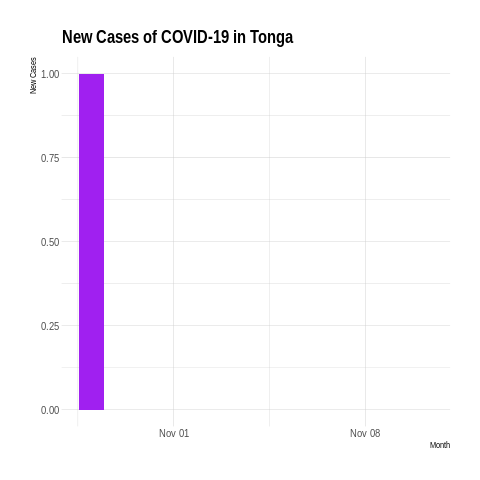 New Cases of COVID-19 in Tonga
New Cases
1.00
0.75
0.50
0.25
0.00
Nov 01 Nov 08
Month